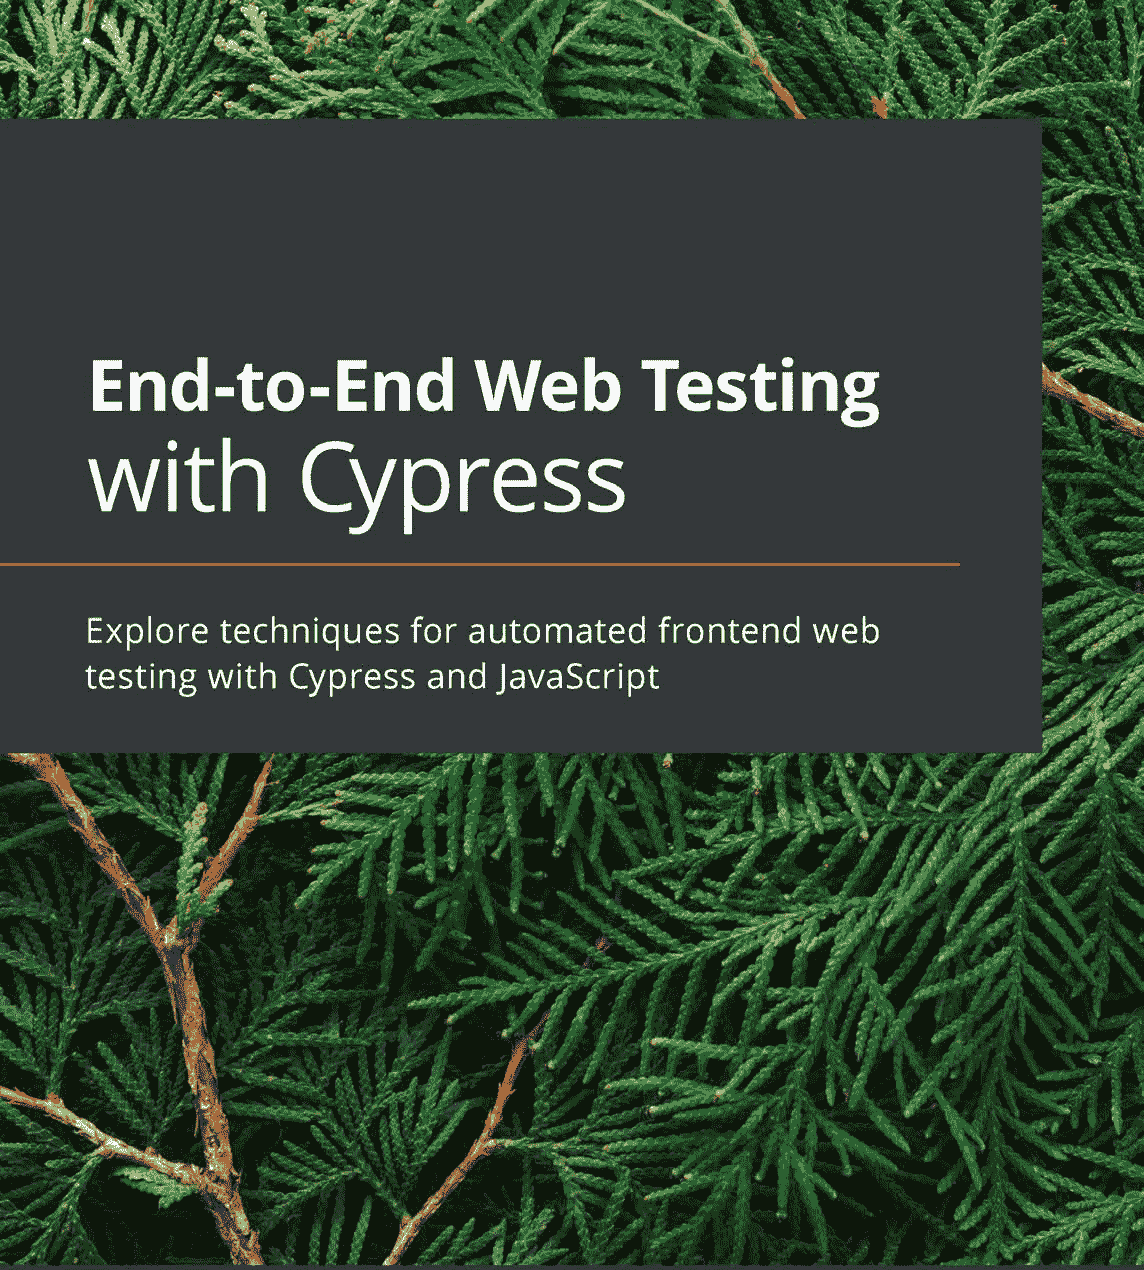 End-to-End Web Testing
with Cypress
Explore techniques for automated frontend web
testing with Cypress and JavaScript